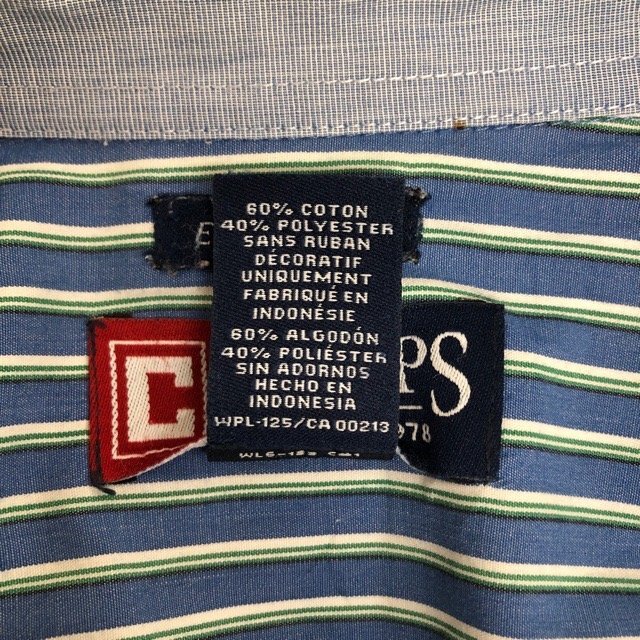 E
60% COTON
40% POLYESTER
SANS RUBAN
DÉCORATIF
UNIQUEMENT
FABRIQUÉ EN
INDONÉSIE
60% ALGODÓN
40% POLIÉSTER
SIN ADORNOS
HECHO EN
INDONESIA
WPL-125/CA 00213
C
PS
978